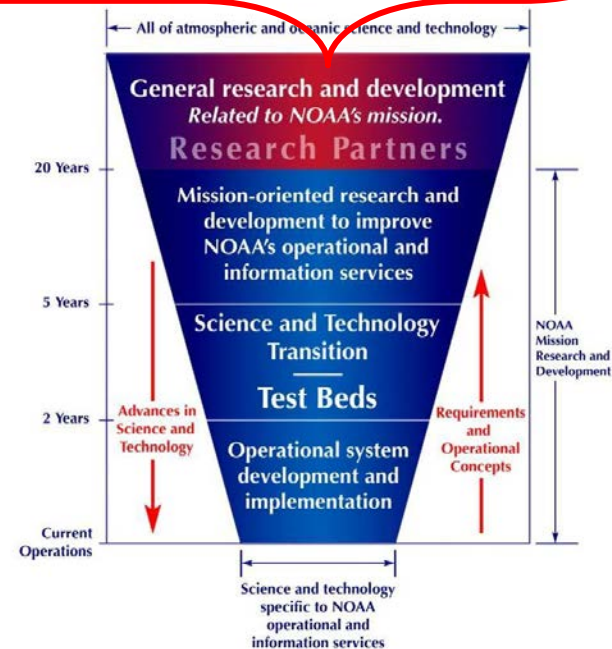 All of atmospheric and oceanic science and technology
General research and development
Related to NOAA's mission.
Research Partners
20 Years
Mission-oriented research and
development to improve
NOAA's operational and
information services
5 Years
Science and Technology
Transition
Test Beds
NOAA
Mission
Research and
Development
2 Years
Advances in
Science and
Technology
Requirements
and
Operational
Concepts
Operational system
development and
implementation
Current
Operations
Science and technology
specific to NOAA
operational and
information services